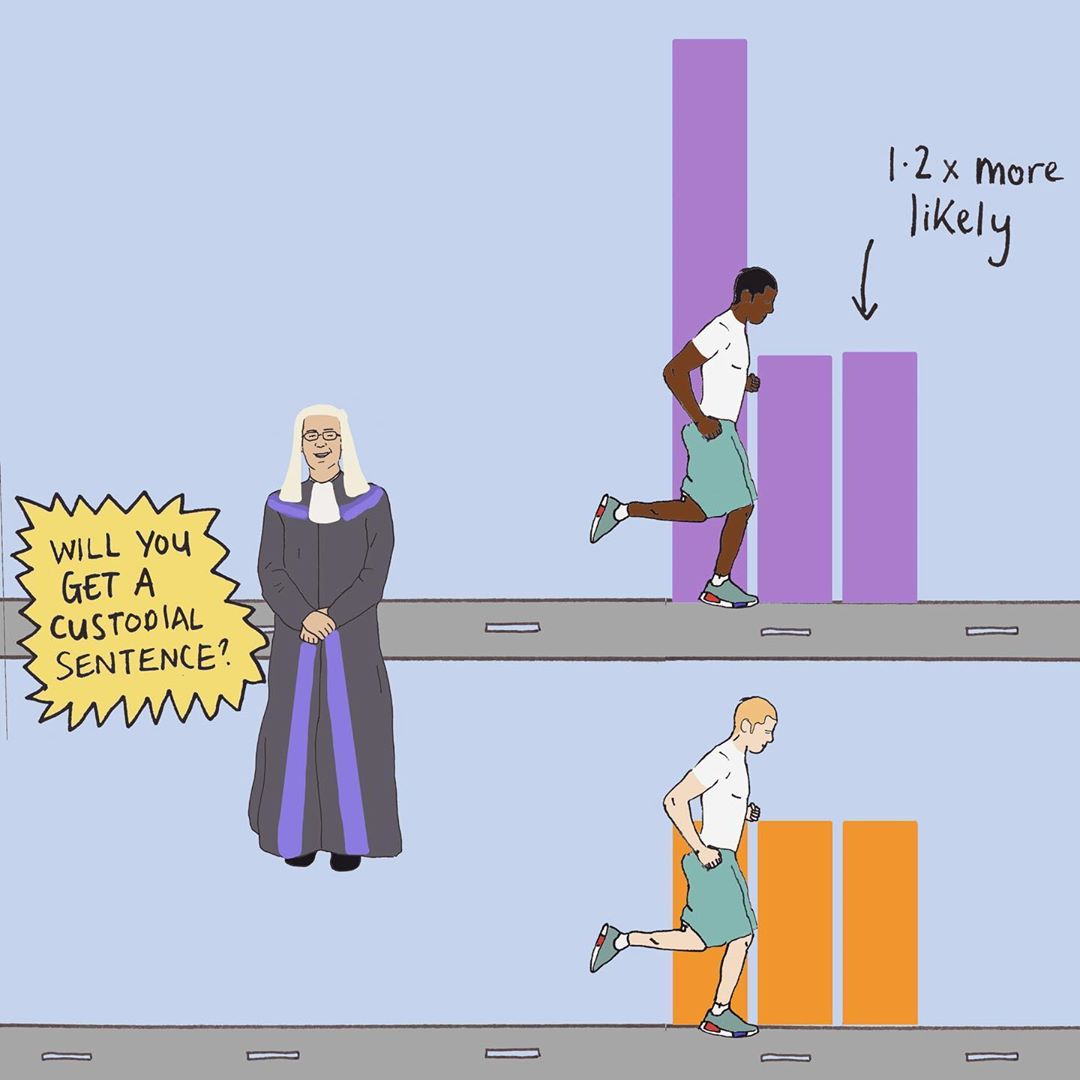 1.2 x more
likely
WILL YOU
GET A
CUSTODIAL
SENTENCE?